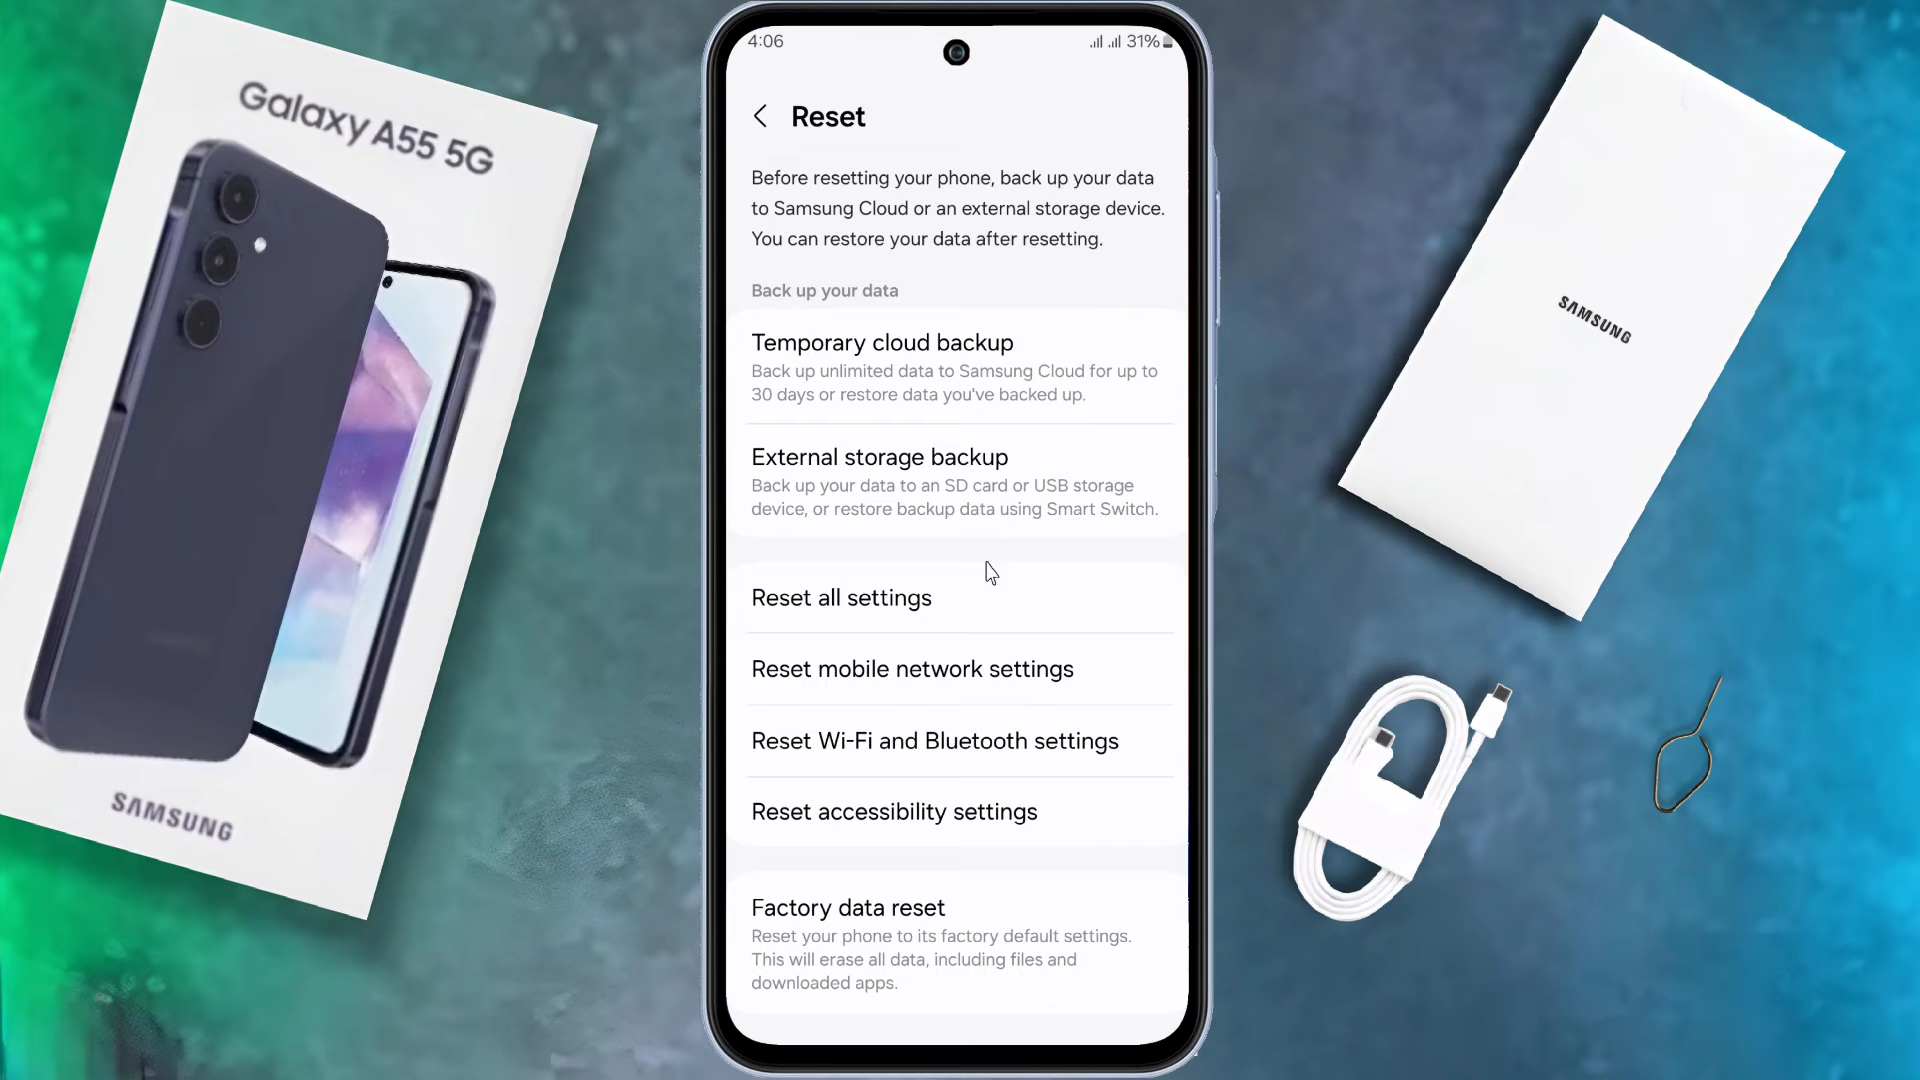 Galaxy A55 5G
SAMSUNG
4:06
31%
Reset
Before resetting your phone, back up your data
to Samsung Cloud or an external storage device.
You can restore your data after resetting.
Back up your data
Temporary cloud backup
Back up unlimited data to Samsung Cloud for up to
30 days or restore data you've backed up.
External storage backup
Back up your data to an SD card or USB storage
device, or restore backup data using Smart Switch.
Reset all settings
Reset mobile network settings
Reset Wi-Fi and Bluetooth settings
Reset accessibility settings
Factory data reset
Reset your phone to its factory default settings.
This will erase all data, including files and
downloaded apps.
SAMSUNG